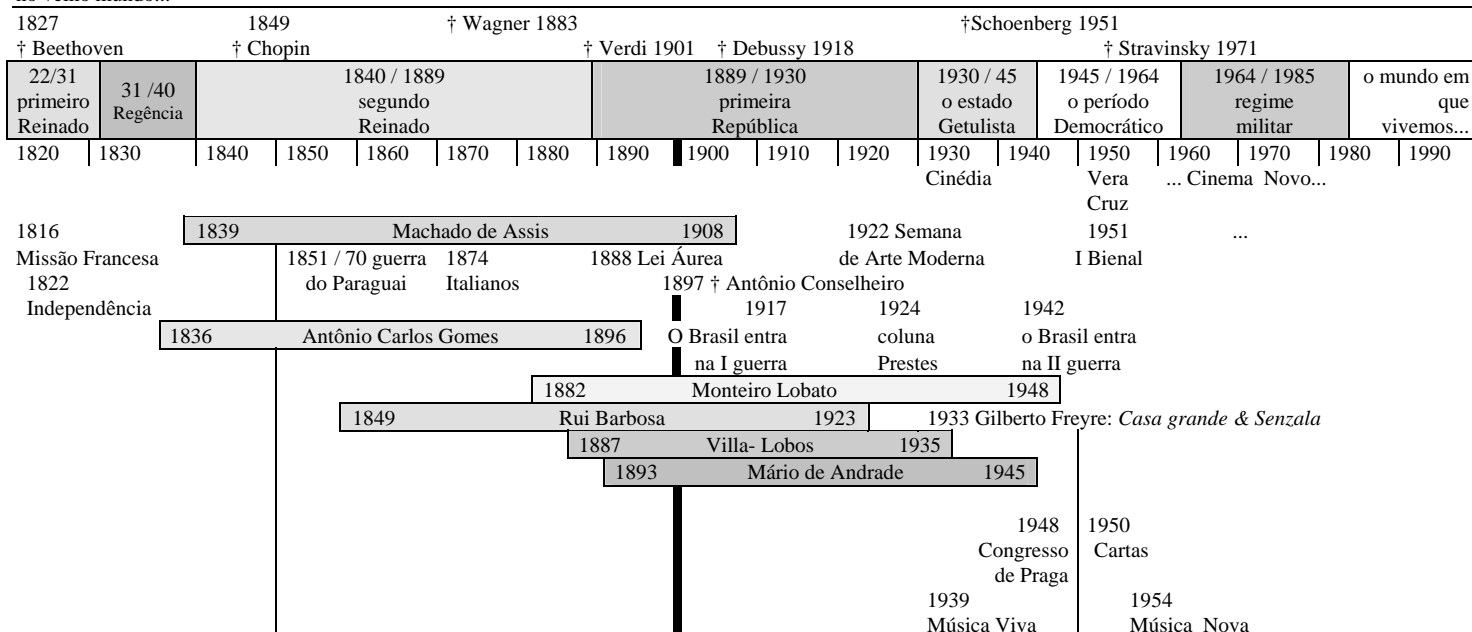 no velho mundo...
1827 1849 † Wagner 1883 †Schoenberg 1951
† Beethoven † Chopin † Verdi 1901 † Debussy 1918 † Stravinsky 1971
22/31 31 /40 1840 / 1889 1889 / 1930 1930 / 45 1945 / 1964 1964 / 1985 o mundo em
primeiro Regência segundo primeira o estado o período regime que
Reinado Reinado República Getulista Democrático militar vivemos...
1820 1830 1840 1850 1860 1870 1880 1890 1900 1910 1920 1930 1940 1950 1960 1970 1980 1990
Cinédia Vera ... Cinema Novo...
Cruz
1816 1839 Machado de Assis 1908 1922 Semana 1951 ...
Missão Francesa 1851 / 70 guerra 1874 1888 Lei Áurea de Arte Moderna I Bienal
1822 do Paraguai Italianos 1897 † Antônio Conselheiro
Independência 1917 1924 1942
1836 Antônio Carlos Gomes 1896 O Brasil entra coluna o Brasil entra
na I guerra Prestes na II guerra
1882 Monteiro Lobato 1948
1849 Rui Barbosa 1923 1933 Gilberto Freyre: Casa grande & Senzala
1887 Villa- Lobos 1935
1893 Mário de Andrade 1945
1948 1950
Congresso Cartas
de Praga
1939 1954
Música Viva Música Nova